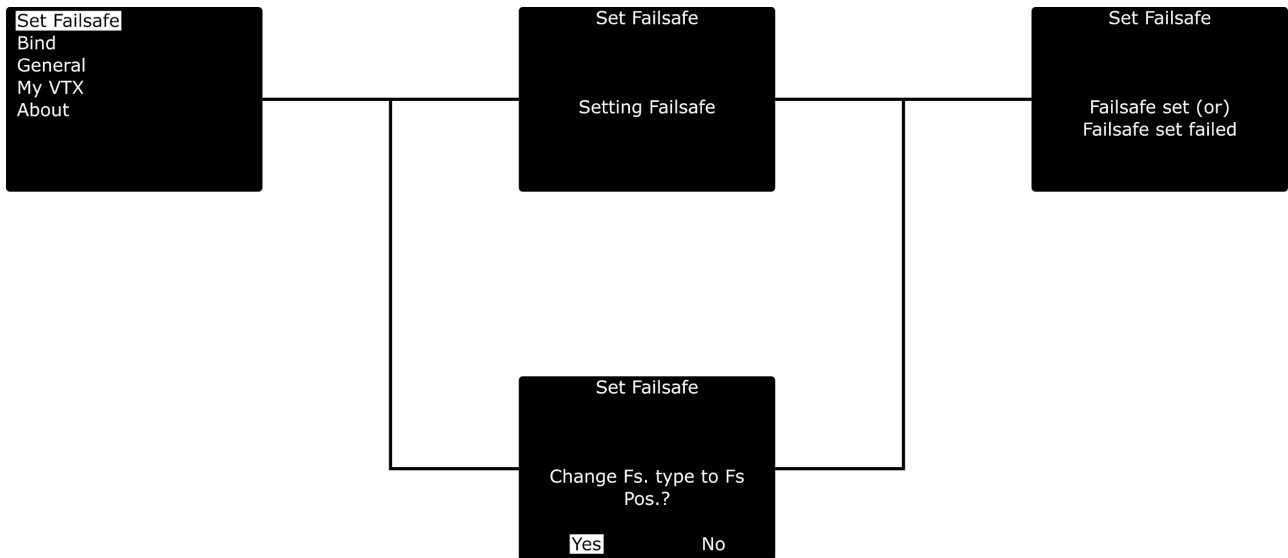 Set Failsafe
Bind
General
My VTX
About
Set Failsafe
Setting Failsafe
Set Failsafe
Failsafe set (or)
Failsafe set failed
Set Failsafe
Change Fs. type to Fs
Pos.?
Yes No